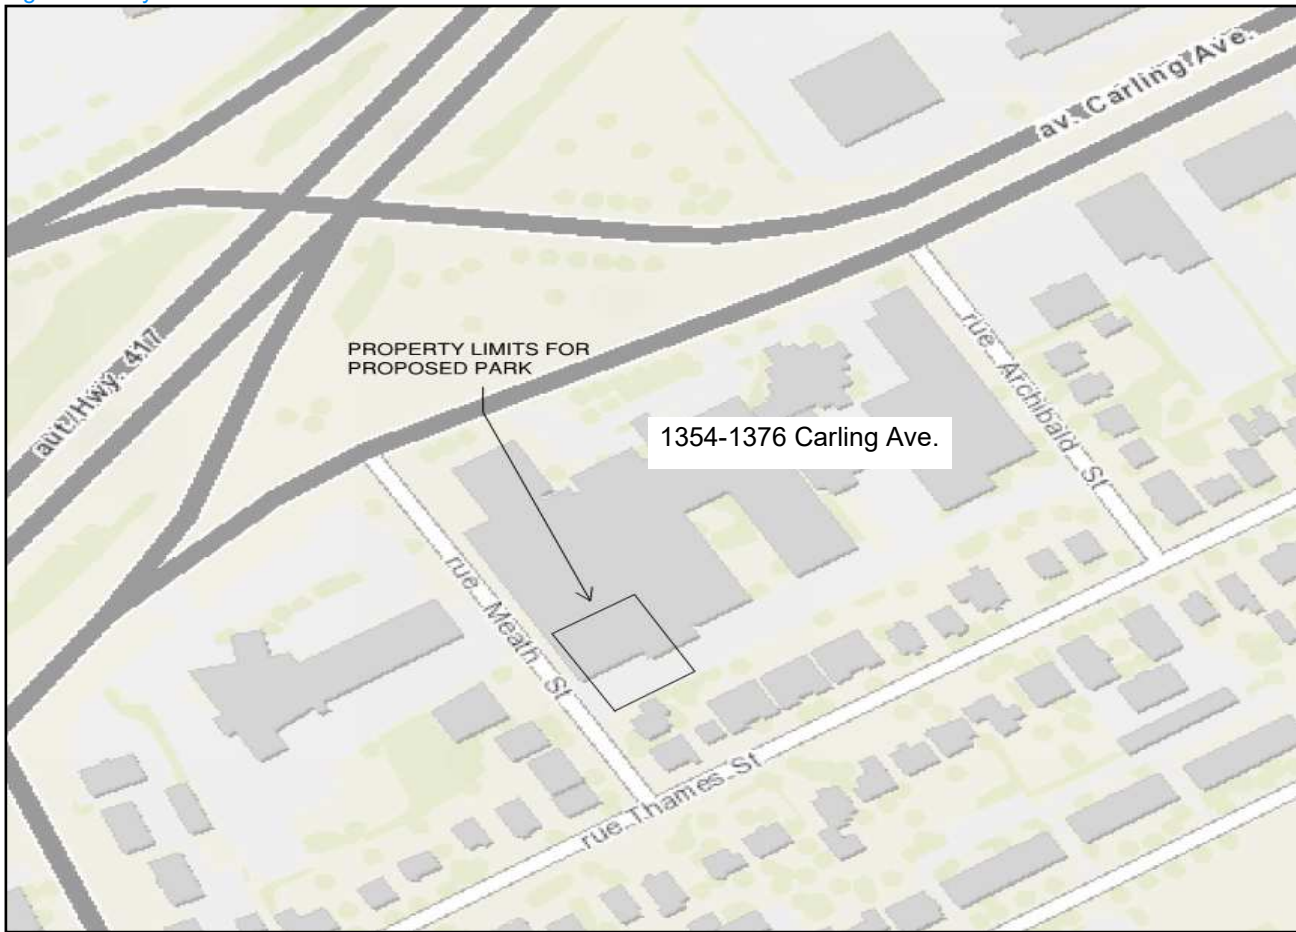 av. Carling Ave.
aut. Hwy. 417
PROPERTY LIMITS FOR
PROPOSED PARK
1354-1376 Carling Ave.
rue Archibald St
rue Meath St
rue Thames St